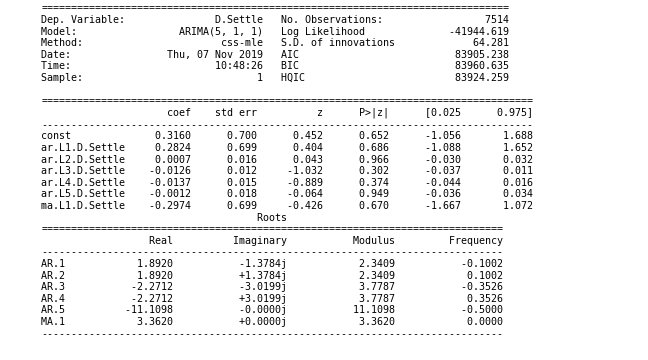 ==============================================================================
Dep. Variable:               D.Settle   No. Observations:                 7514
Model:                 ARIMA(5, 1, 1)   Log Likelihood              -41944.619
Method:                       css-mle   S.D. of innovations             64.281
Date:                Thu, 07 Nov 2019   AIC                          83905.238
Time:                        10:48:26   BIC                          83960.635
Sample:                             1   HQIC                         83924.259
==================================================================================
                     coef    std err          z      P>|z|      [0.025      0.975]
----------------------------------------------------------------------------------
const              0.3160      0.700      0.452      0.652      -1.056       1.688
ar.L1.D.Settle     0.2824      0.699      0.404      0.686      -1.088       1.652
ar.L2.D.Settle     0.0007      0.016      0.043      0.966      -0.030       0.032
ar.L3.D.Settle    -0.0126      0.012     -1.032      0.302      -0.037       0.011
ar.L4.D.Settle    -0.0137      0.015     -0.889      0.374      -0.044       0.016
ar.L5.D.Settle    -0.0012      0.018     -0.064      0.949      -0.036       0.034
ma.L1.D.Settle    -0.2974      0.699     -0.426      0.670      -1.667       1.072
                                    Roots
=============================================================================
                  Real          Imaginary           Modulus         Frequency
-----------------------------------------------------------------------------
AR.1            1.8920           -1.3784j            2.3409           -0.1002
AR.2            1.8920           +1.3784j            2.3409            0.1002
AR.3           -2.2712           -3.0199j            3.7787           -0.3526
AR.4           -2.2712           +3.0199j            3.7787            0.3526
AR.5          -11.1098           -0.0000j           11.1098           -0.5000
MA.1            3.3620           +0.0000j            3.3620            0.0000
-----------------------------------------------------------------------------